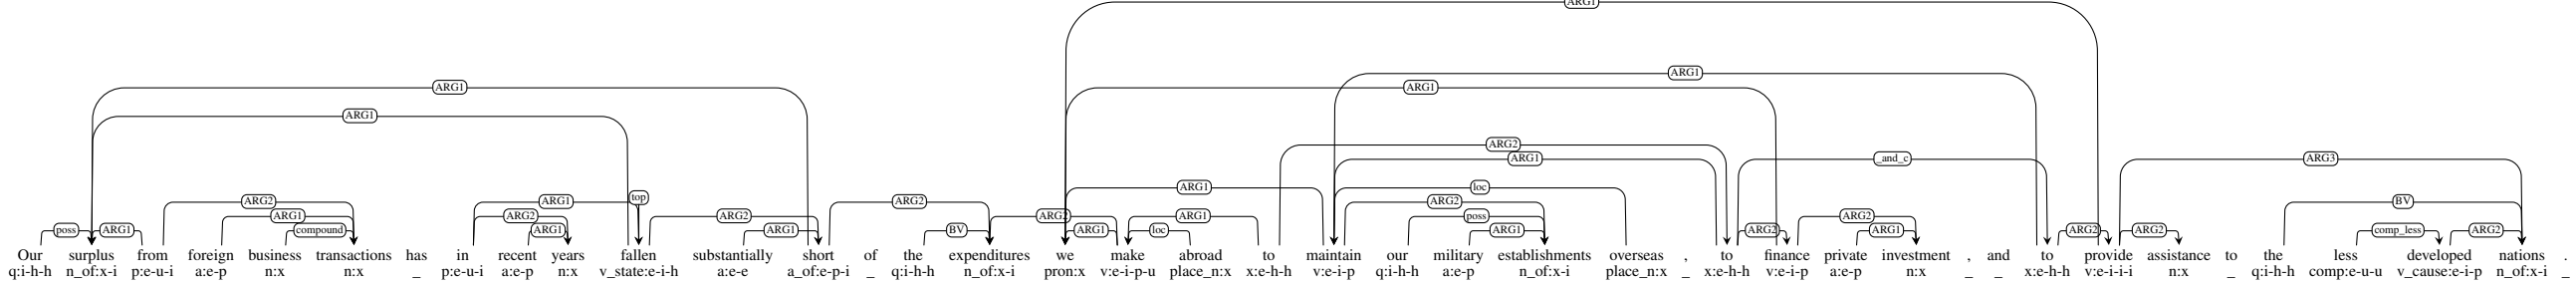 ARG1
ARG1
ARG1 ARG1
ARG1
ARG2
ARG1 _and_c ARG3
ARG1 loc
ARG2 ARG1 top ARG2 ARG2 BV
ARG1 ARG2 ARG2 ARG2 ARG1 poss ARG2
poss ARG1 compound ARG1 ARG1 BV ARG1 loc ARG1 ARG2 ARG1 ARG2 ARG2 comp_less ARG2
Our surplus from foreign business transactions has in recent years fallen substantially short of the expenditures we make abroad to maintain our military establishments overseas , to finance private investment , and to provide assistance to the less developed nations .
q:i-h-h n_of:x-i p:e-u-i a:e-p n:x n:x _ p:e-u-i a:e-p n:x v_state:e-i-h a:e-e a_of:e-p-i _ q:i-h-h n_of:x-i pron:x v:e-i-p-u place_n:x x:e-h-h v:e-i-p q:i-h-h a:e-p n_of:x-i place_n:x _ x:e-h-h v:e-i-p a:e-p n:x _ _ x:e-h-h v:e-i-i-i n:x _ q:i-h-h comp:e-u-u v_cause:e-i-p n_of:x-i _